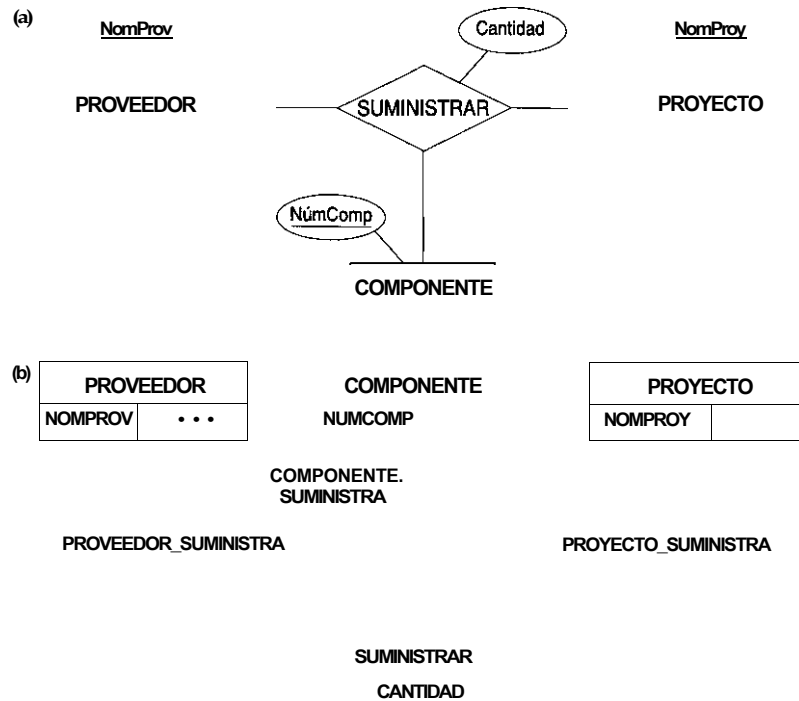 (a)
NomProv
Cantidad
NomProy
PROVEEDOR
SUMINISTRAR
PROYECTO
NúmComp
COMPONENTE
(b)
PROVEEDOR
COMPONENTE
PROYECTO
NOMPROV • • •
NUMCOMP
NOMPROY
COMPONENTE.
SUMINISTRA
PROVEEDOR_SUMINISTRA
PROYECTO_SUMINISTRA
SUMINISTRAR
CANTIDAD